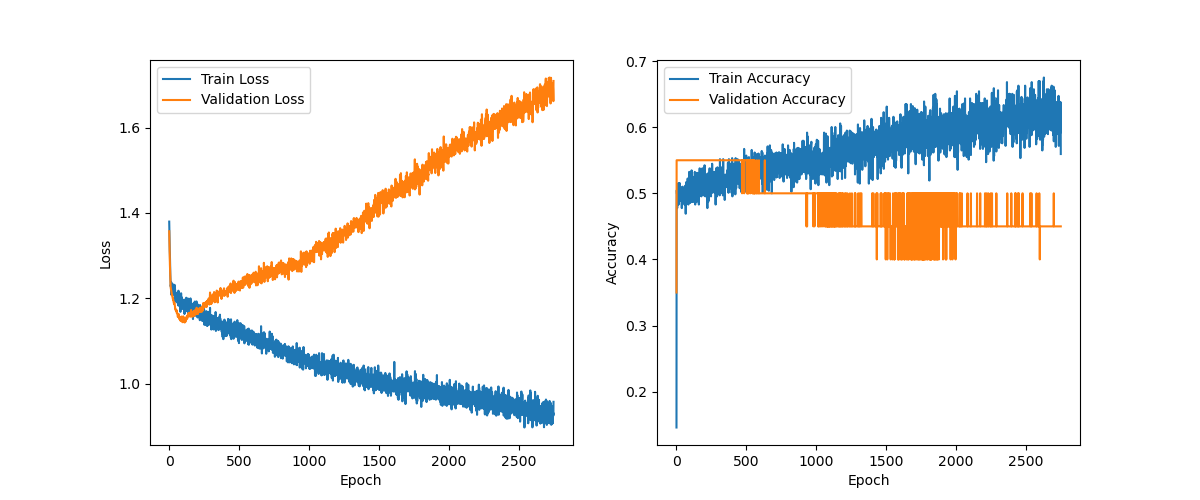 Train Loss
Validation Loss
1.6
1.4
1.2
1.0
Loss
0
500
1000
1500
2000
2500
Epoch
Train Accuracy
Validation Accuracy
0.7
0.6
0.5
0.4
0.3
0.2
Accuracy
0
500
1000
1500
2000
2500
Epoch